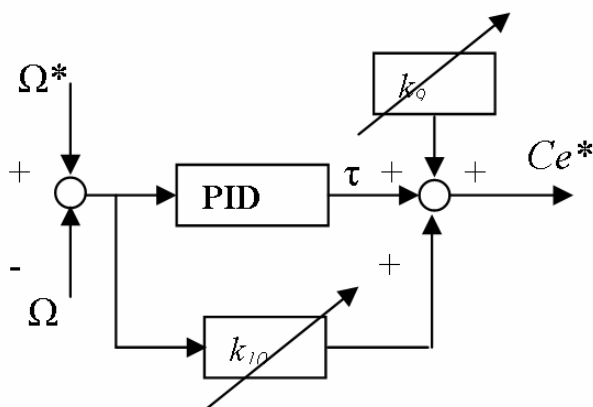 Ω*
k₉
+
PID
τ
+
+
Ce*
-
Ω
+
k₁₀